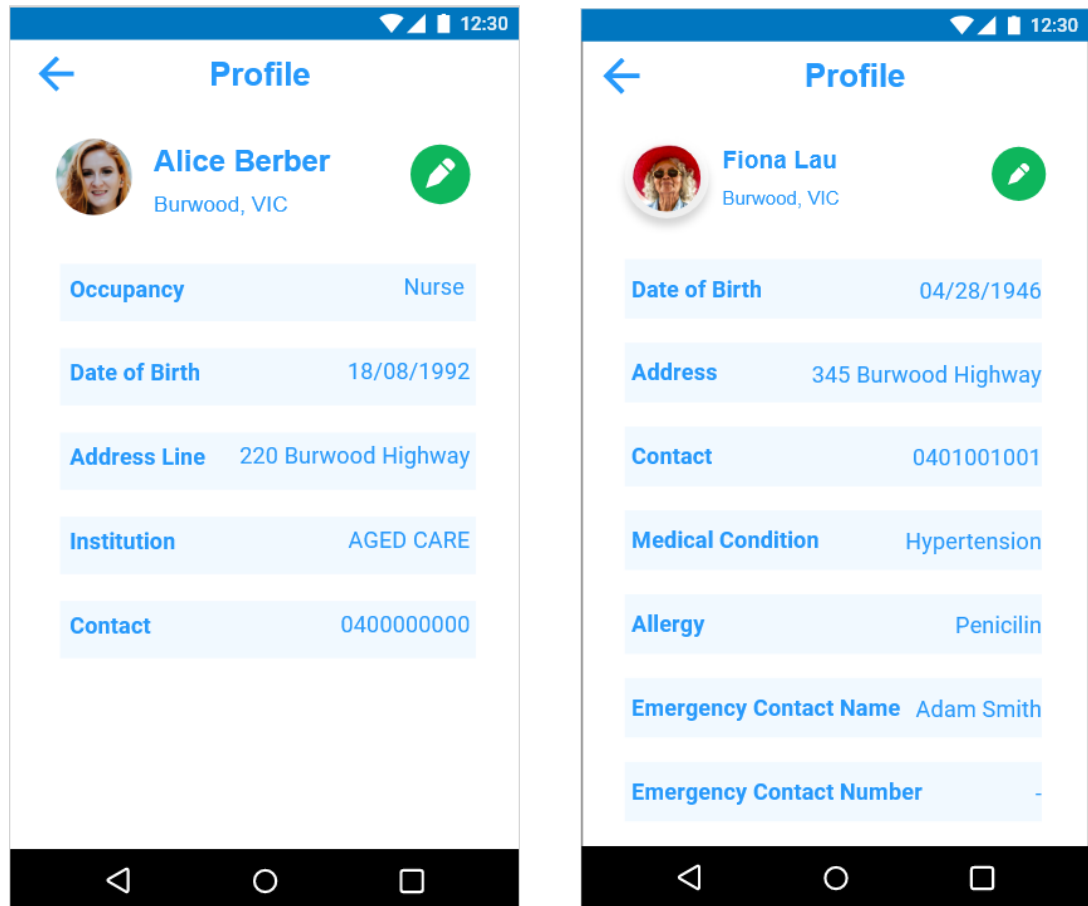 12:30
Profile
Alice Berber
Burwood, VIC
Occupancy Nurse
Date of Birth 18/08/1992
Address Line 220 Burwood Highway
Institution AGED CARE
Contact 0400000000
12:30
Profile
Fiona Lau
Burwood, VIC
Date of Birth 04/28/1946
Address 345 Burwood Highway
Contact 0401001001
Medical Condition Hypertension
Allergy Penicilin
Emergency Contact Name Adam Smith
Emergency Contact Number -